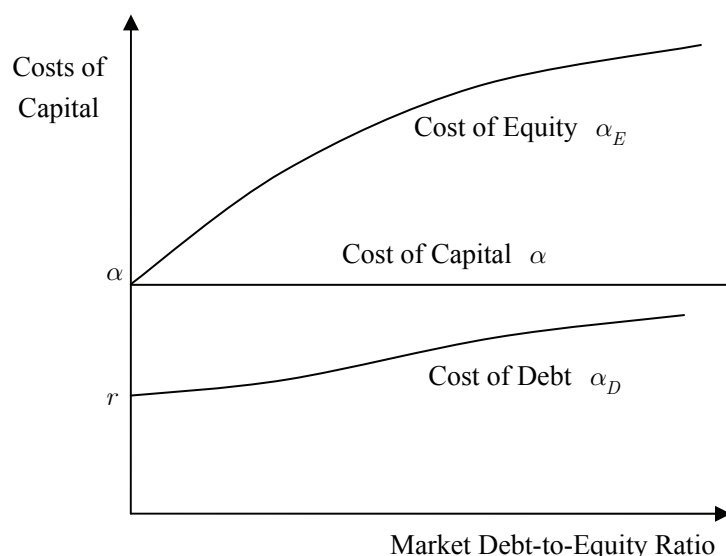 Costs of
Capital
Cost of Equity α_E
Cost of Capital α
α
Cost of Debt α_D
r
Market Debt-to-Equity Ratio